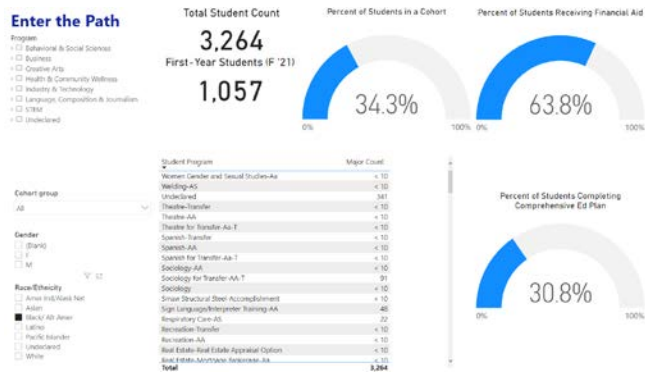 Enter the Path
Program
Behavioral & Social Sciences
Business
Creative Arts
Health & Community Wellness
Industry & Technology
Language, Composition & Journalism
STEM
Undeclared
Total Student Count
3,264
First-Year Students (F '21)
1,057
Percent of Students in a Cohort
34.3%
0%
100%
Percent of Students Receiving Financial Aid
63.8%
0%
100%
Cohort group
All
Gender
(Blank)
F
M
Race/Ethnicity
Amer Ind/Alask Nat
Asian
Black/ Afr Amer
Latino
Pacific Islander
Undeclared
White
Student Program Major Count
Women Gender and Sexual Studies-Aa < 10
Welding-AS < 10
Undeclared 341
Theatre-Transfer < 10
Theatre-AA < 10
Theatre for Transfer-Aa-T < 10
Spanish-Transfer < 10
Spanish-AA < 10
Spanish for Transfer-Aa-T < 10
Sociology-AA < 10
Sociology for Transfer-AA-T 91
Sociology < 10
Smaw Structural Steel-Accomplishment < 10
Sign Language/Interpreter Training-AA 46
Respiratory Care-AS 22
Recreation-Transfer < 10
Recreation-AA < 10
Real Estate-Real Estate Appraisal Option < 10
Real Estate-Mortgage Brokerage-AA < 10
Total 3,264
Percent of Students Completing
Comprehensive Ed Plan
30.8%
0%
100%